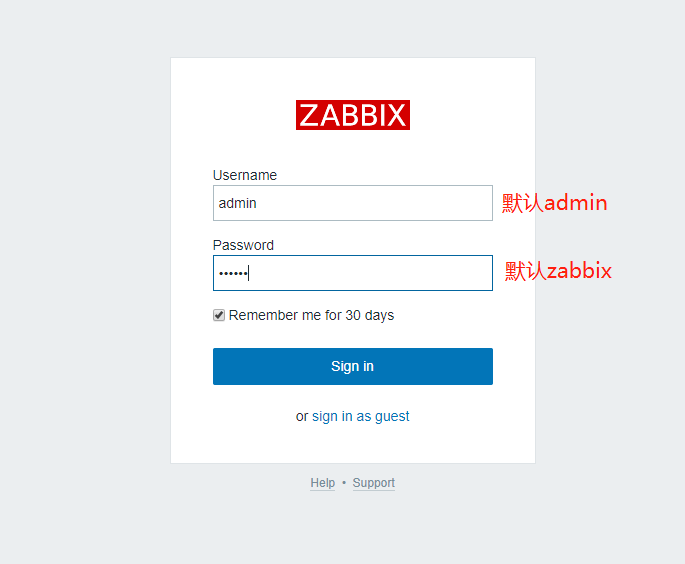 ZABBIX
Username
admin 默认admin
Password
•••••• 默认zabbix
Remember me for 30 days
Sign in
or sign in as guest
Help • Support